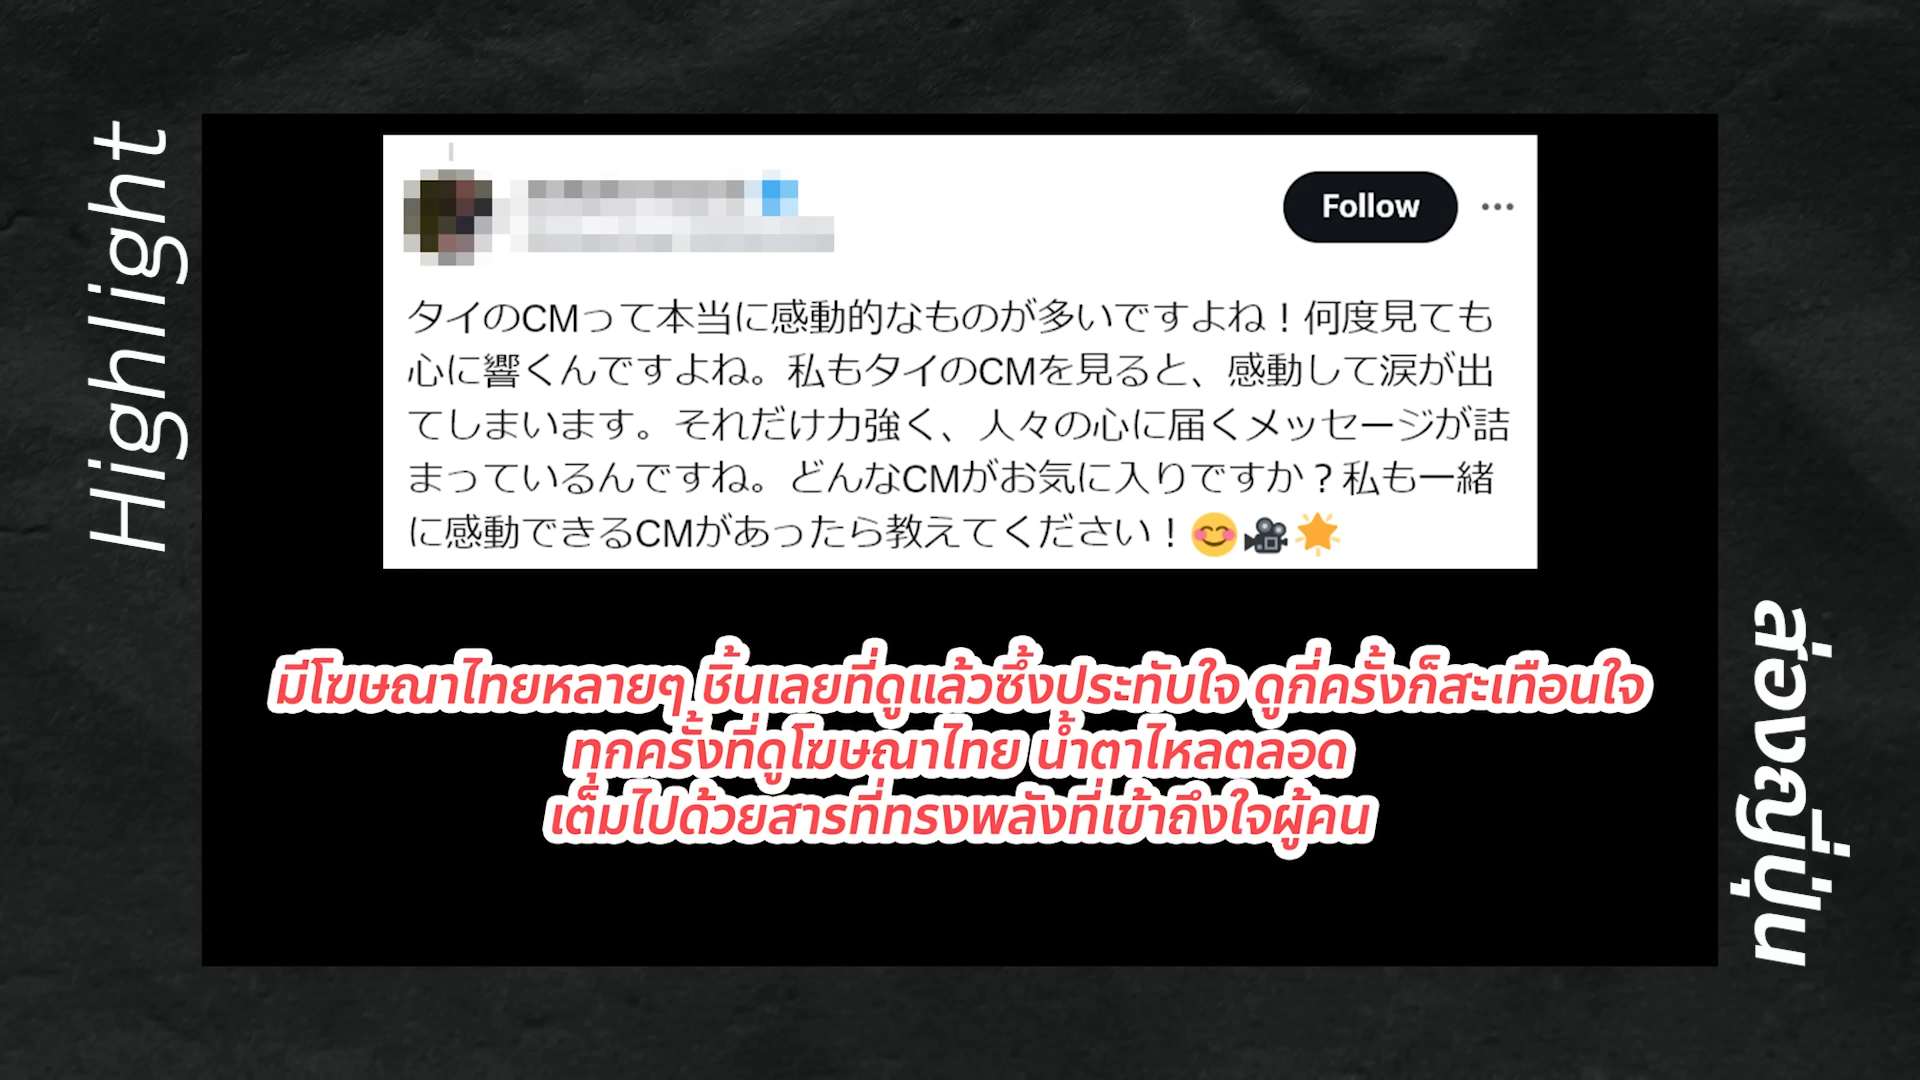 Highlight
Follow
タイのCMって本当に感動的なものが多いですよね！何度見ても
心に響くんですよね。私もタイのCMを見ると、感動して涙が出
てしまいます。それだけ力強く、人々の心に届くメッセージが詰
まっているんですね。どんなCMがお気に入りですか？私も一緒
に感動できるCMがあったら教えてください！😊🎥🌟
มีโฆษณาไทยหลายๆ ชิ้นเลยที่ดูแล้วซึ้งประทับใจ ดูกี่ครั้งก็สะเทือนใจ
ทุกครั้งที่ดูโฆษณาไทย น้ำตาไหลตลอด
เต็มไปด้วยสารที่ทรงพลังที่เข้าถึงใจผู้คน
ส่องญี่ปุ่น